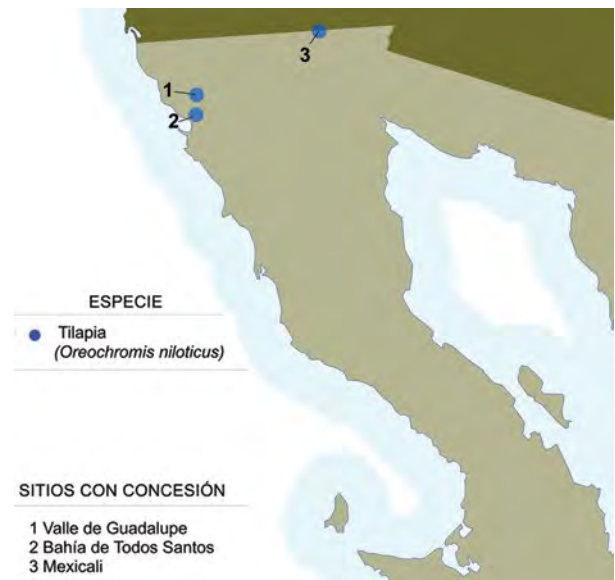 3
1
2
ESPECIE
Tilapia
(Oreochromis niloticus)
SITIOS CON CONCESIÓN
1 Valle de Guadalupe
2 Bahía de Todos Santos
3 Mexicali